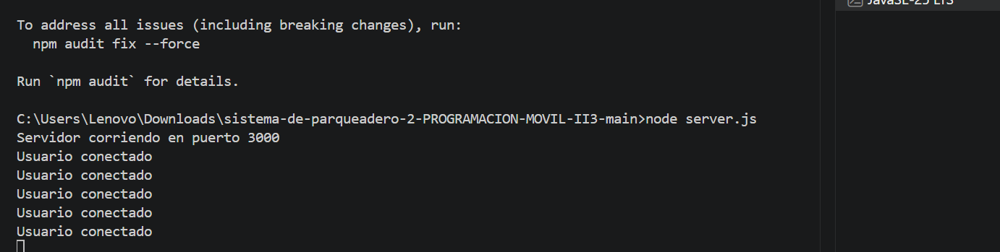 JavaSE-25 LTS
To address all issues (including breaking changes), run:
  npm audit fix --force
Run `npm audit` for details.
C:\Users\Lenovo\Downloads\sistema-de-parqueadero-2-PROGRAMACION-MOVIL-II3-main>node server.js
Servidor corriendo en puerto 3000
Usuario conectado
Usuario conectado
Usuario conectado
Usuario conectado
Usuario conectado